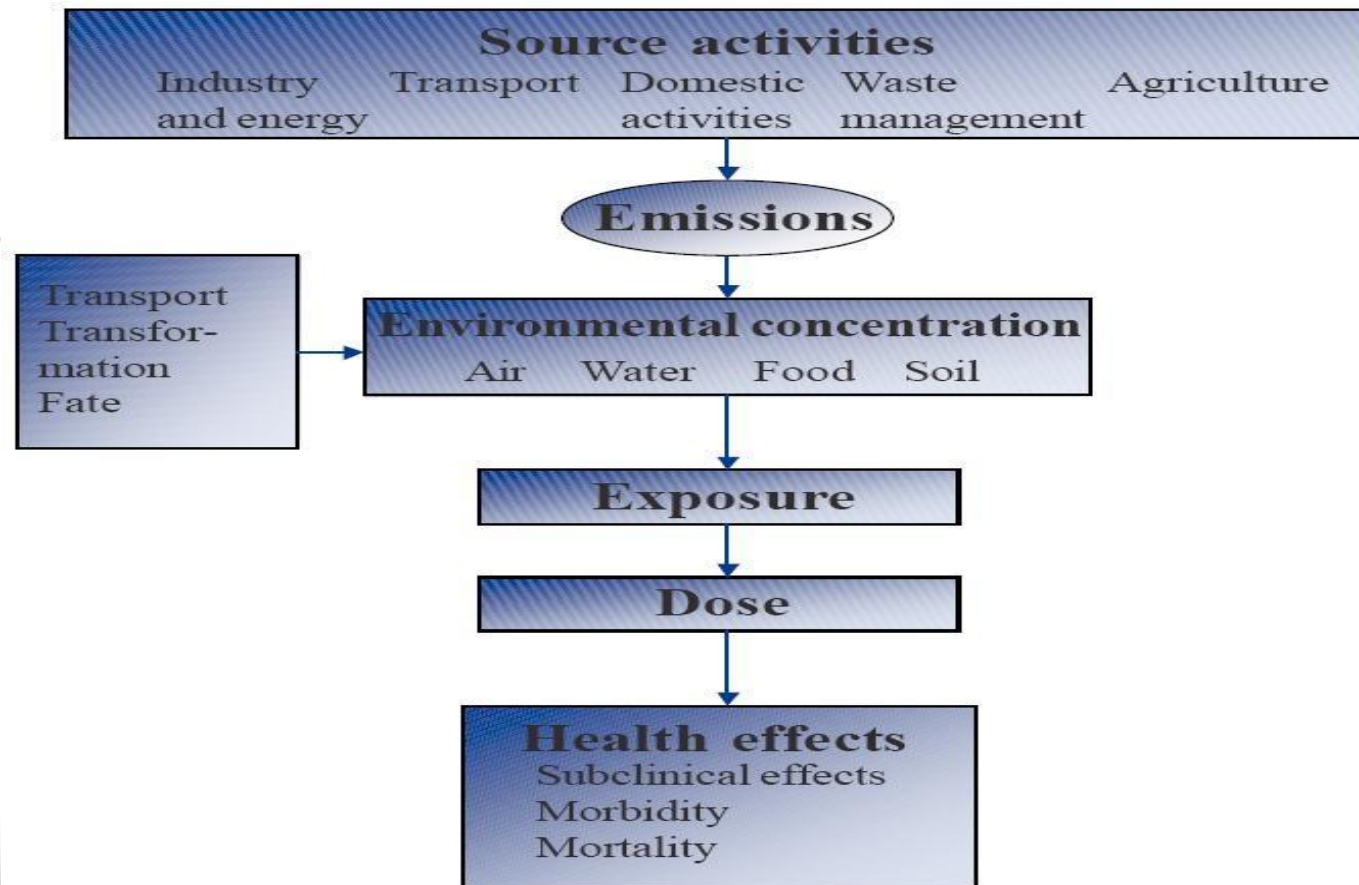 Source activities
Industry Transport Domestic Waste Agriculture
and energy activities management
Emissions
Transport
Transfor-
mation
Fate
Environmental concentration
Air Water Food Soil
Exposure
Dose
Health effects
Subclinical effects
Morbidity
Mortality